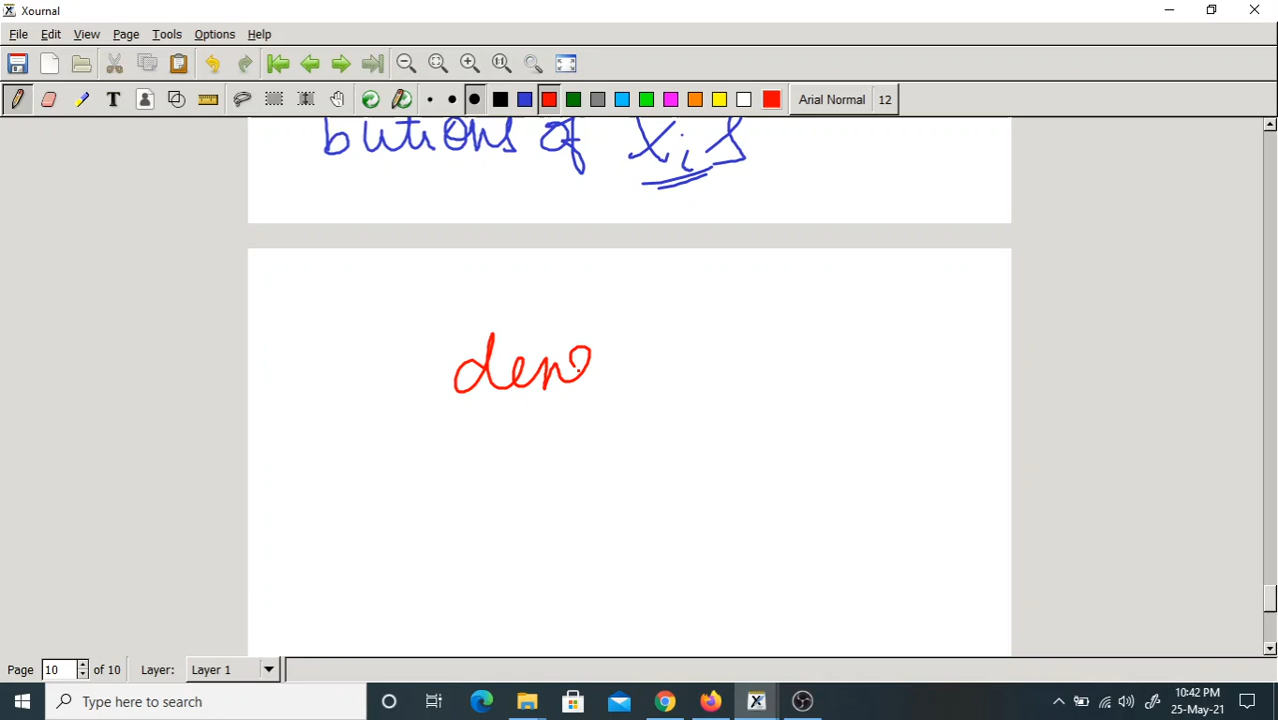 Xournal
File Edit View Page Tools Options Help
T Arial Normal 12
butions of Xis
den
Page 10 of 10 Layer: Layer 1
Type here to search
10:42 PM
25-May-21